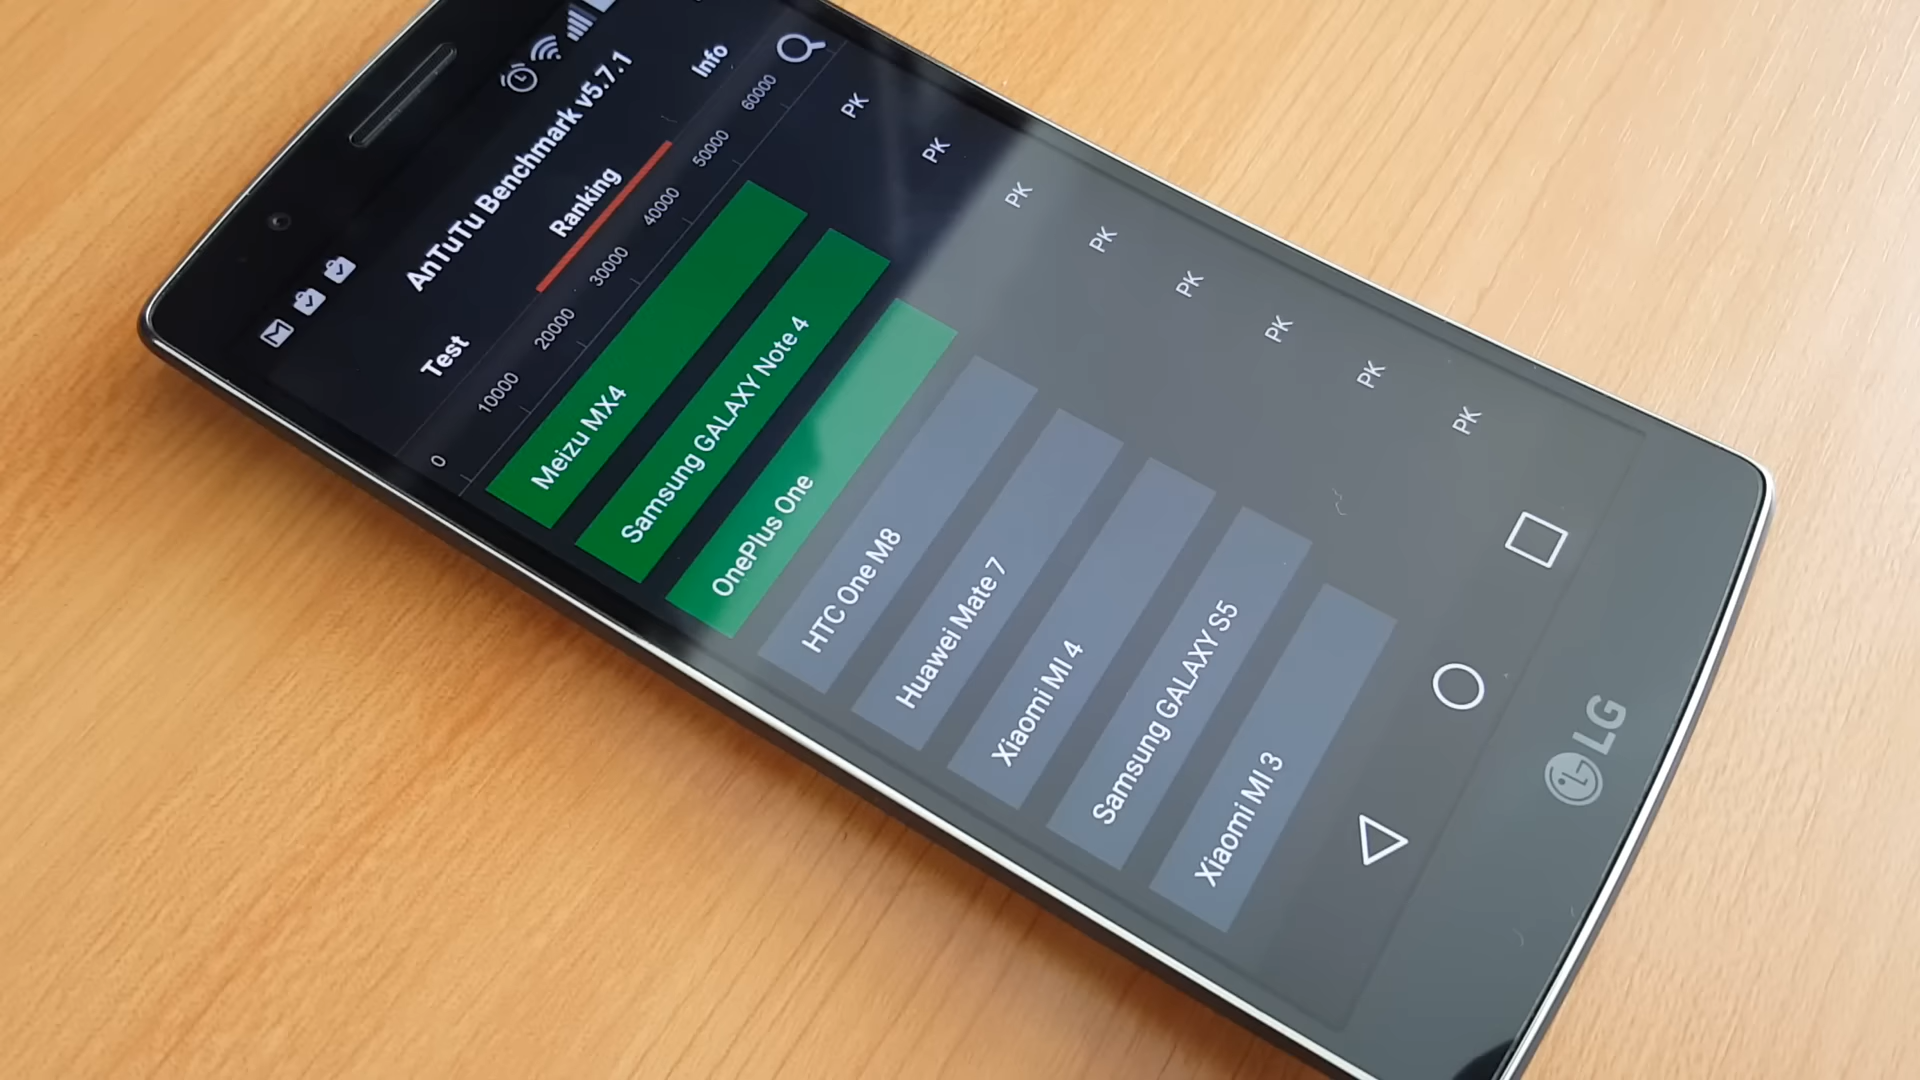 AnTuTu Benchmark v5.7.1
Test
Ranking
Info
0 10000 20000 30000 40000 50000 60000
Meizu MX4 PK
Samsung GALAXY Note 4 PK
OnePlus One PK
HTC One M8 PK
Huawei Mate 7 PK
Xiaomi MI 4 PK
Samsung GALAXY S5 PK
Xiaomi MI 3 PK
LG